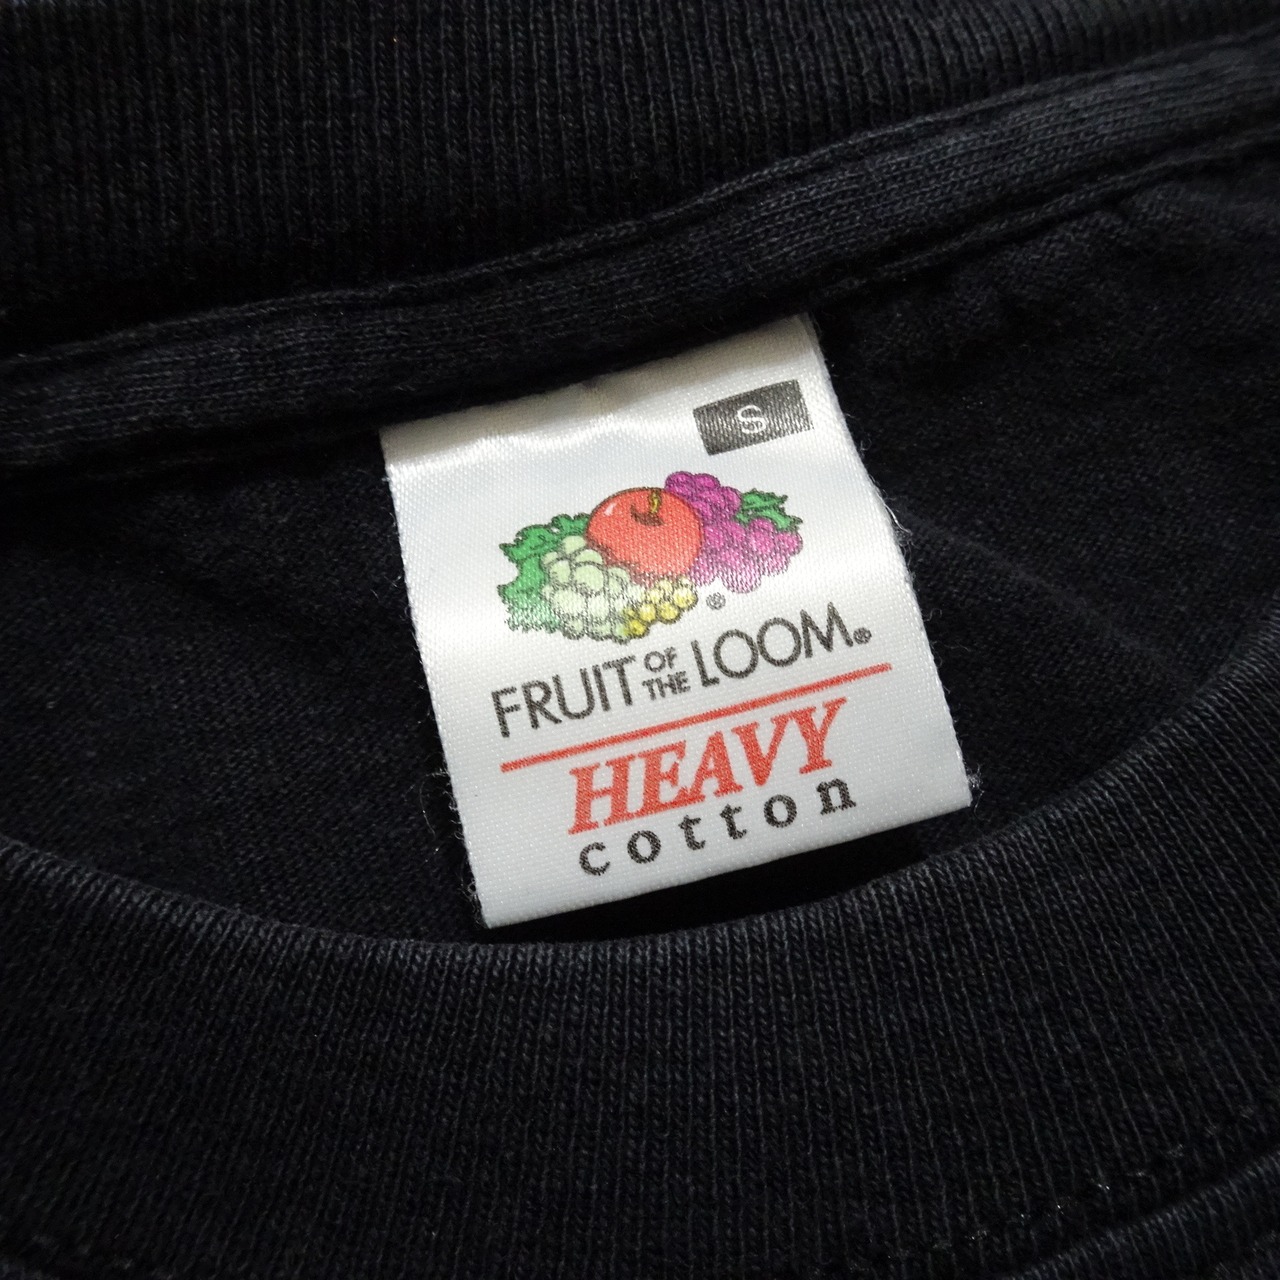 S
®
FRUIT OF THE LOOM®
HEAVY
cotton